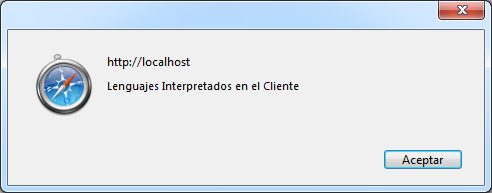 http://localhost
Lenguajes Interpretados en el Cliente
Aceptar